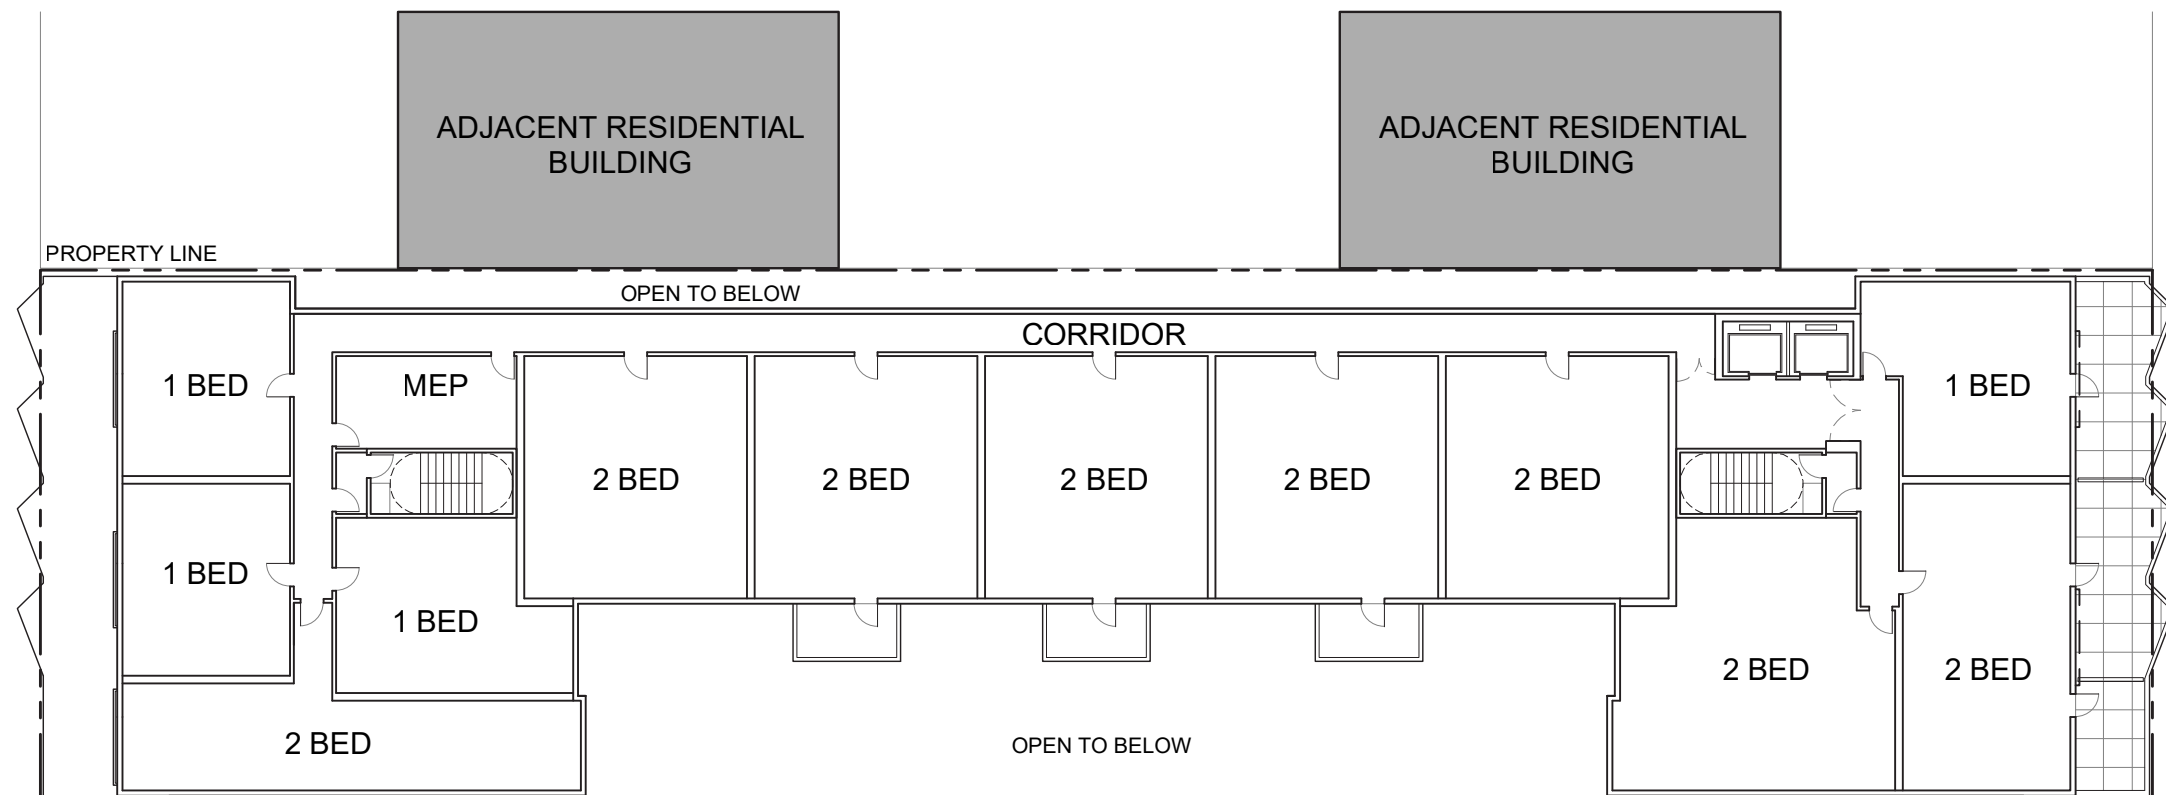 ADJACENT RESIDENTIAL
BUILDING
ADJACENT RESIDENTIAL
BUILDING
PROPERTY LINE
OPEN TO BELOW
CORRIDOR
1 BED
MEP
1 BED
2 BED
2 BED
2 BED
2 BED
2 BED
1 BED
1 BED
2 BED
2 BED
2 BED
OPEN TO BELOW